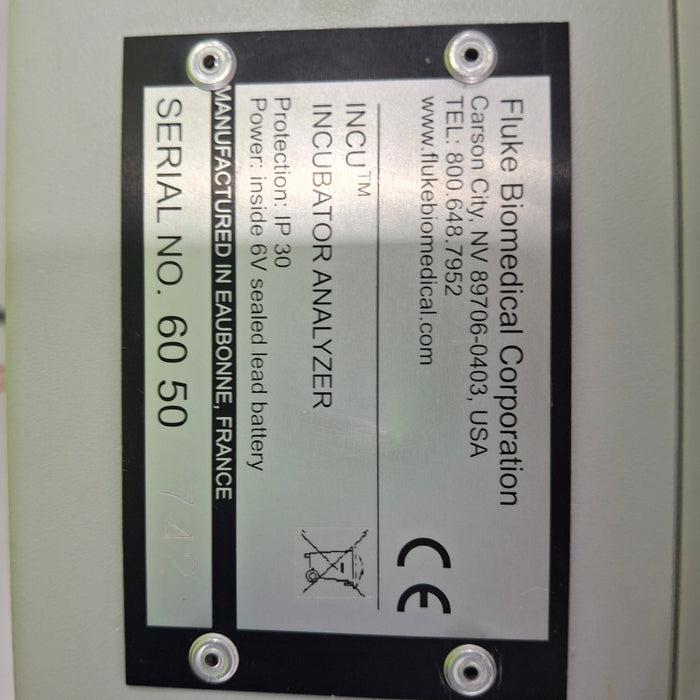 Fluke Biomedical Corporation
Carson City, NV 89706-0403, USA
TEL: 800.648.7952
www.flukebiomedical.com
CE
INCU™
INCUBATOR ANALYZER
Protection: IP 30
Power: inside 6V sealed lead battery
MANUFACTURED IN EAUBONNE, FRANCE
SERIAL NO. 60 50 742